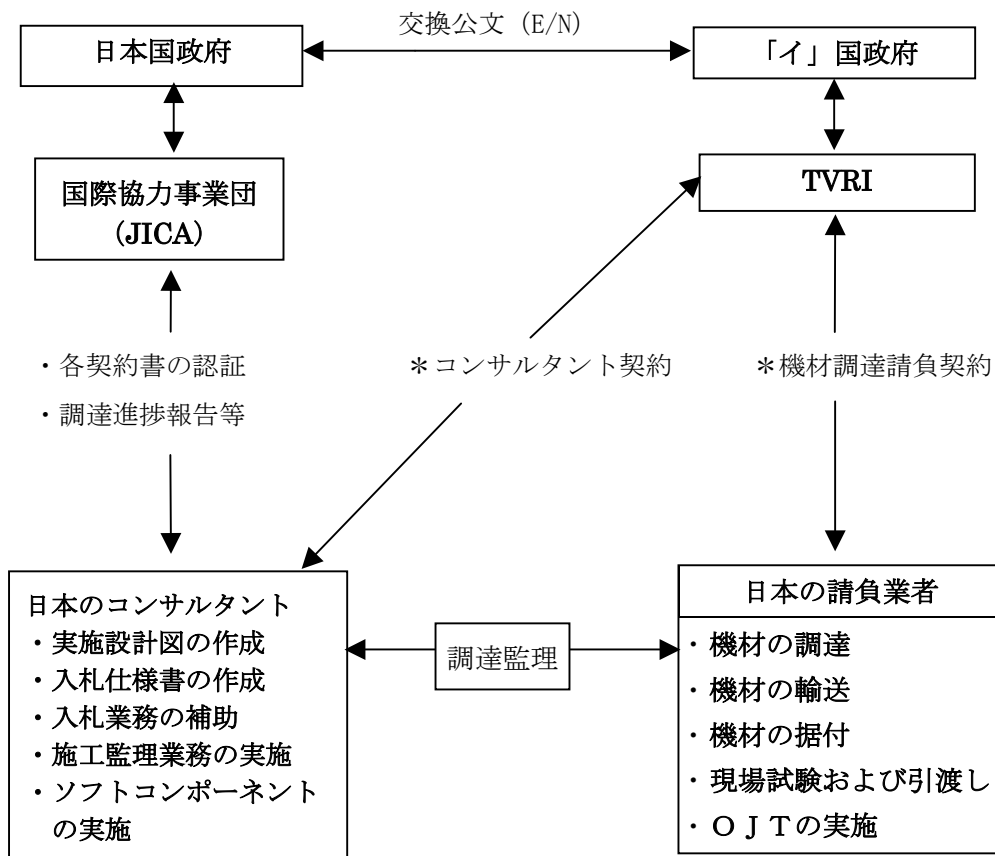 交換公文 (E/N)
日本国政府
「イ」国政府
国際協力事業団
(JICA)
TVRI
・各契約書の認証
・調達進捗報告等
＊コンサルタント契約
＊機材調達請負契約
日本のコンサルタント
・実施設計図の作成
・入札仕様書の作成
・入札業務の補助
・施工監理業務の実施
・ソフトコンポーネント
の実施
調達監理
日本の請負業者
・機材の調達
・機材の輸送
・機材の据付
・現場試験および引渡し
・ＯＪＴの実施